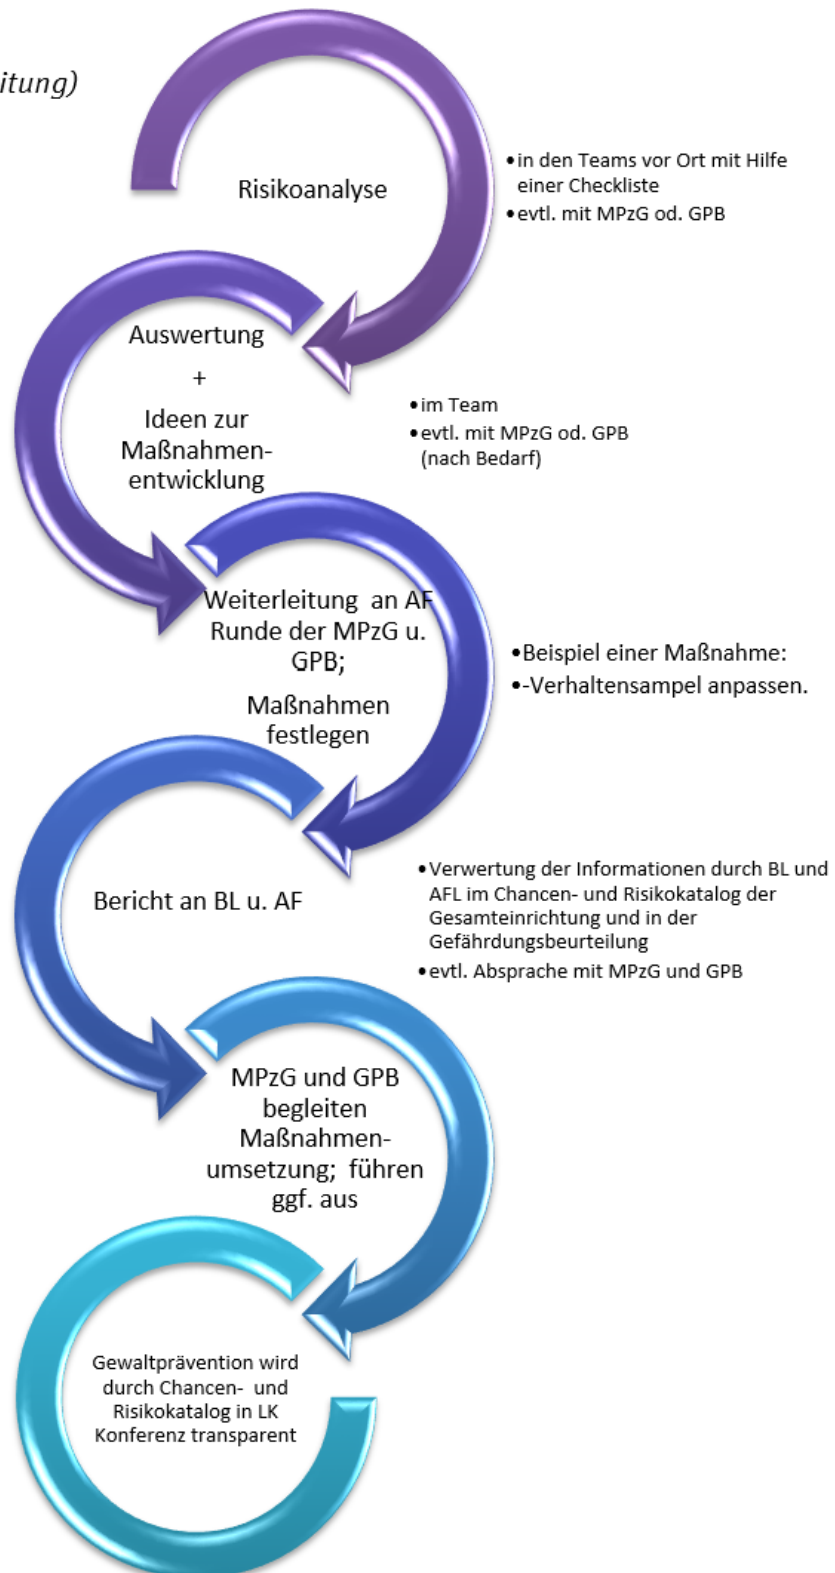 itung)
Risikoanalyse
•in den Teams vor Ort mit Hilfe
einer Checkliste
•evtl. mit MPzG od. GPB
Auswertung
+
Ideen zur
Maßnahmen-
entwicklung
•im Team
•evtl. mit MPzG od. GPB
(nach Bedarf)
Weiterleitung an AF
Runde der MPzG u.
GPB;
Maßnahmen
festlegen
•Beispiel einer Maßnahme:
•-Verhaltensampel anpassen.
Bericht an BL u. AF
•Verwertung der Informationen durch BL und
AFL im Chancen- und Risikokatalog der
Gesamteinrichtung und in der
Gefährdungsbeurteilung
•evtl. Absprache mit MPzG und GPB
MPzG und GPB
begleiten
Maßnahmen-
umsetzung; führen
ggf. aus
Gewaltprävention wird
durch Chancen- und
Risikokatalog in LK
Konferenz transparent